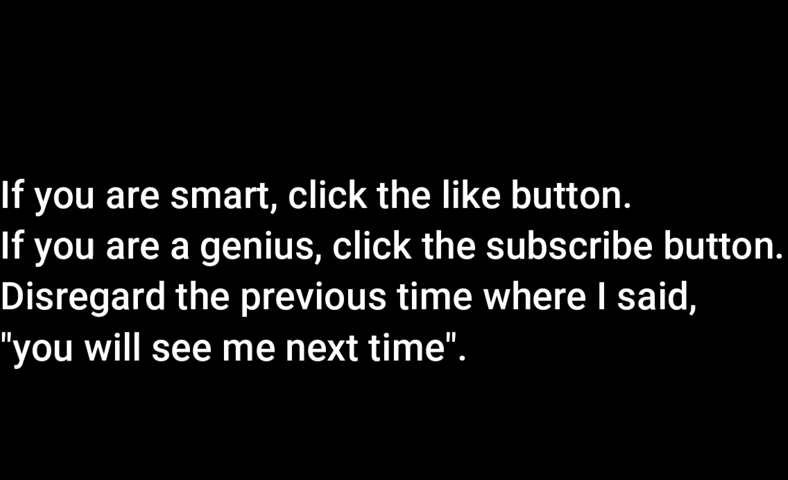 If you are smart, click the like button.
If you are a genius, click the subscribe button.
Disregard the previous time where I said,
"you will see me next time".